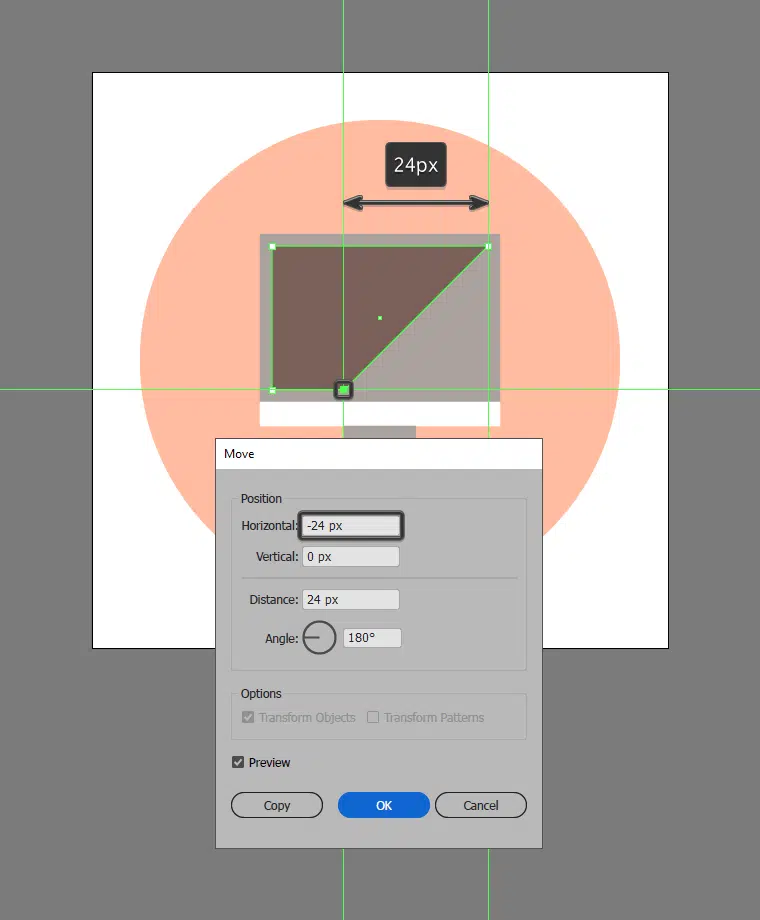 24px
Move
Position
Horizontal: -24 px
Vertical: 0 px
Distance: 24 px
Angle: 180°
Options
Transform Objects Transform Patterns
Preview
Copy OK Cancel